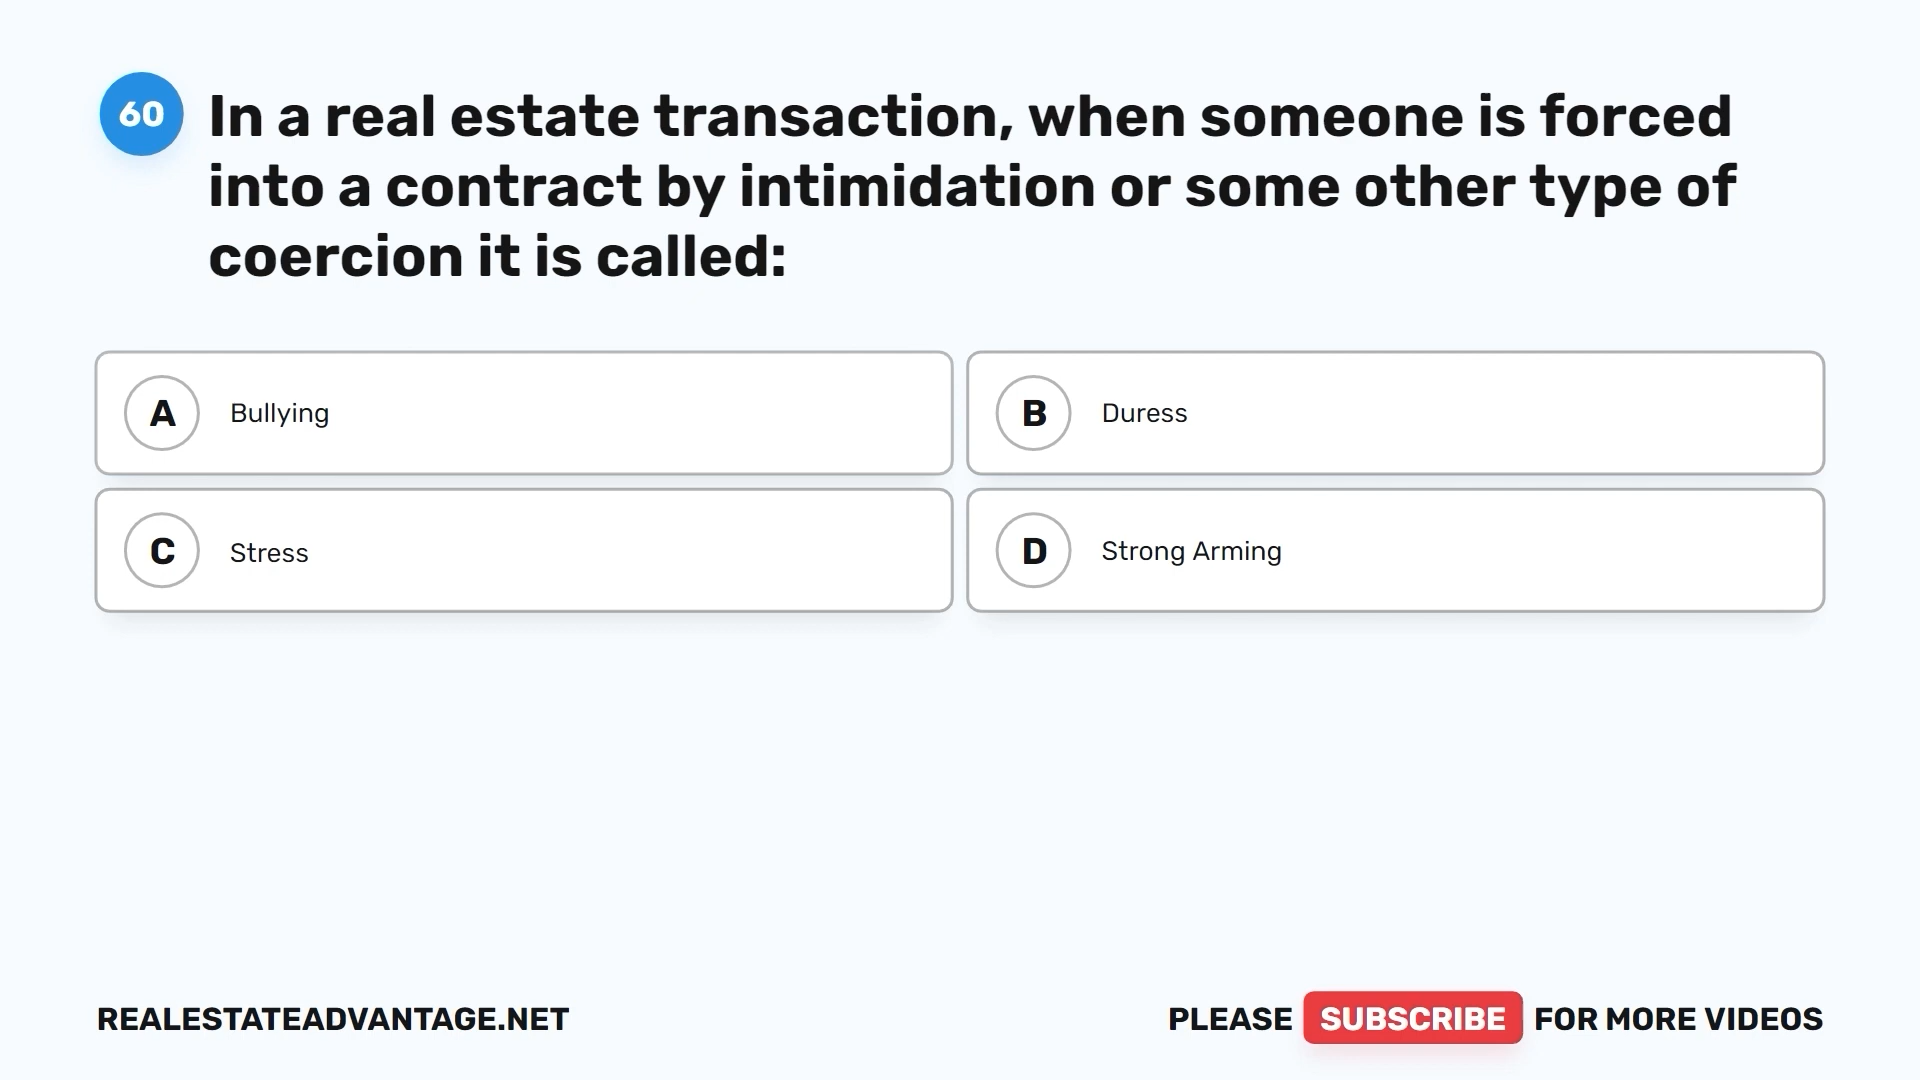 60
In a real estate transaction, when someone is forced
into a contract by intimidation or some other type of
coercion it is called:
A Bullying
B Duress
C Stress
D Strong Arming
REALESTATEADVANTAGE.NET
PLEASE SUBSCRIBE FOR MORE VIDEOS